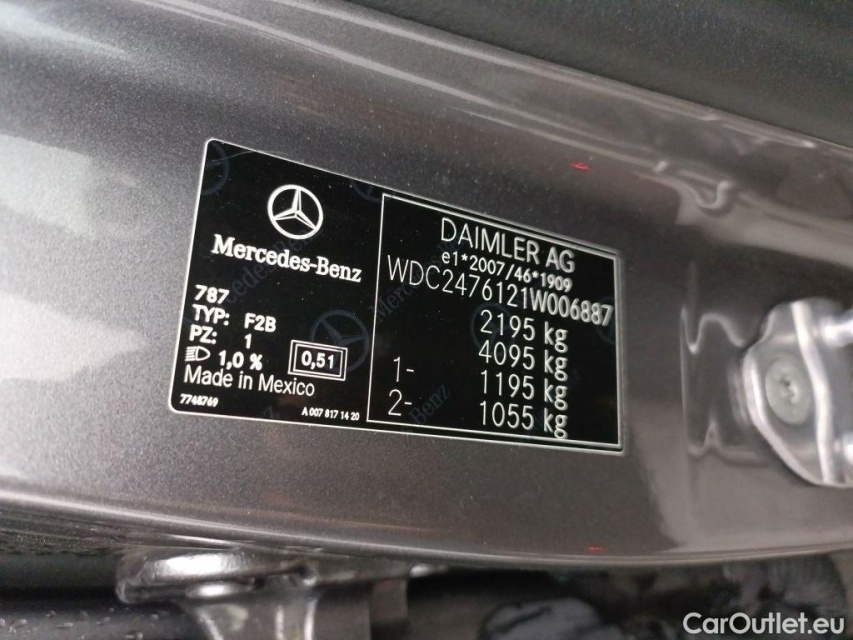 Mercedes-Benz
787
TYP: F2B
PZ: 1
1,0 % 0,51
Made in Mexico
7748769
A 007 817 14 20
DAIMLER AG
e1*2007/46*1909
WDC2476121W006887
2195 kg
4095 kg
1- 1195 kg
2- 1055 kg
CarOutlet.eu